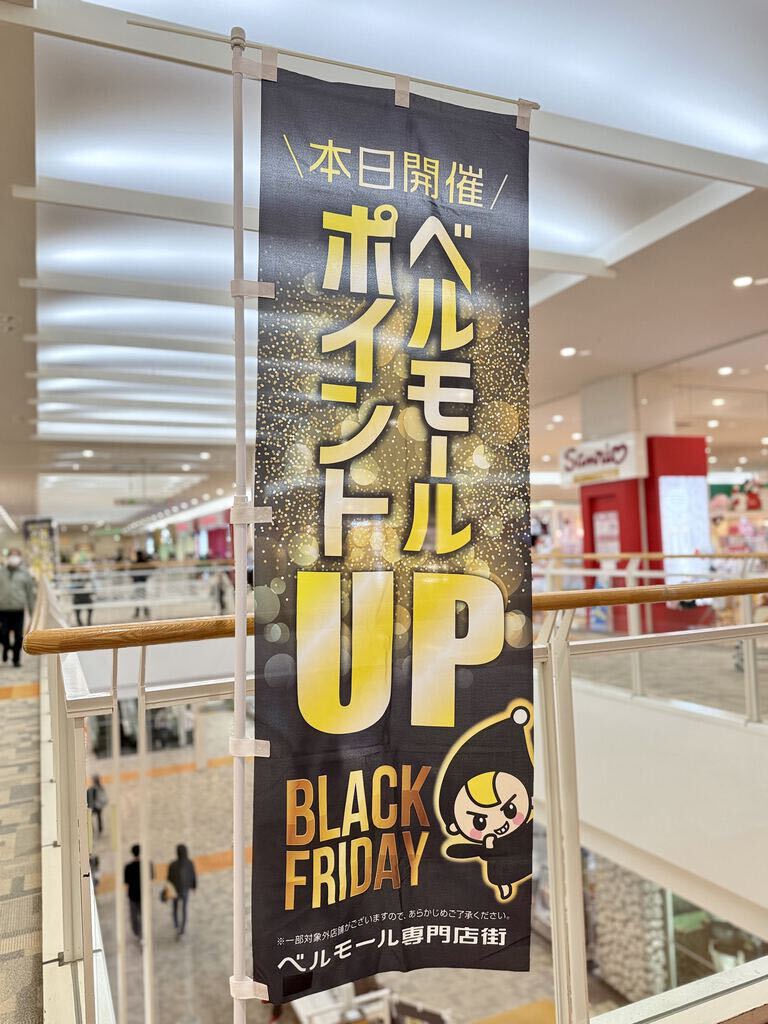 本日開催
ベルモール
ポイント
UP
BLACK
FRIDAY
※一部対象外店舗がございますので、あらかじめご了承ください。
ベルモール専門店街
Sanrio